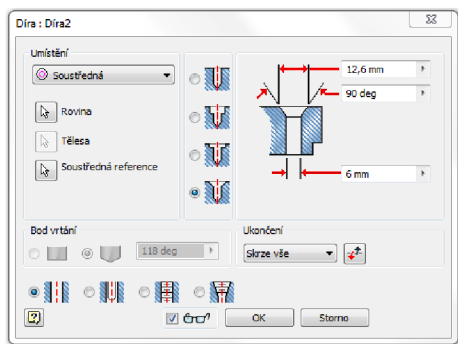 Díra : Díra2
Umístění
Soustředná
Rovina
Tělesa
Soustředná reference
12,6 mm
90 deg
6 mm
Bod vrtání
118 deg
Ukončení
Skrze vše
OK
Storno